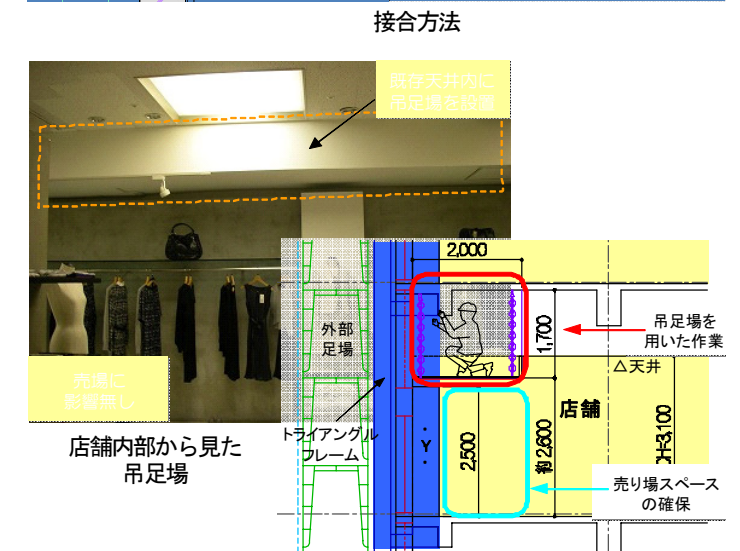 接合方法
既存天井内に
吊足場を設置
売場に
影響無し
店舗内部から見た
吊足場
2,000
外部
足場
1,700
吊足場を
用いた作業
△天井
店舗
トライアングル
フレーム
・Y・
2,500
約2,600
CH=3,100
売り場スペース
の確保